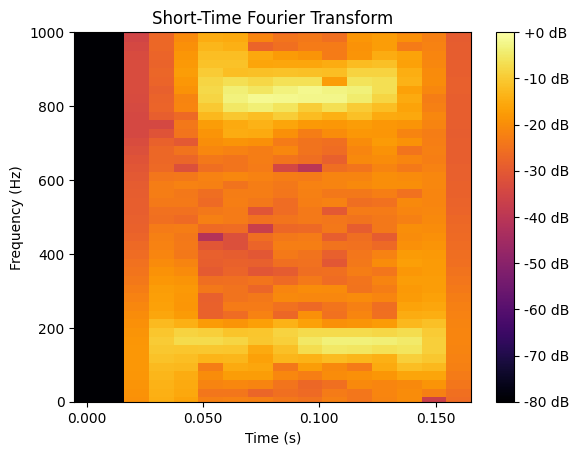 Short-Time Fourier Transform
1000
800
600
400
200
0
Frequency (Hz)
0.000
0.050
0.100
0.150
Time (s)
+0 dB
-10 dB
-20 dB
-30 dB
-40 dB
-50 dB
-60 dB
-70 dB
-80 dB